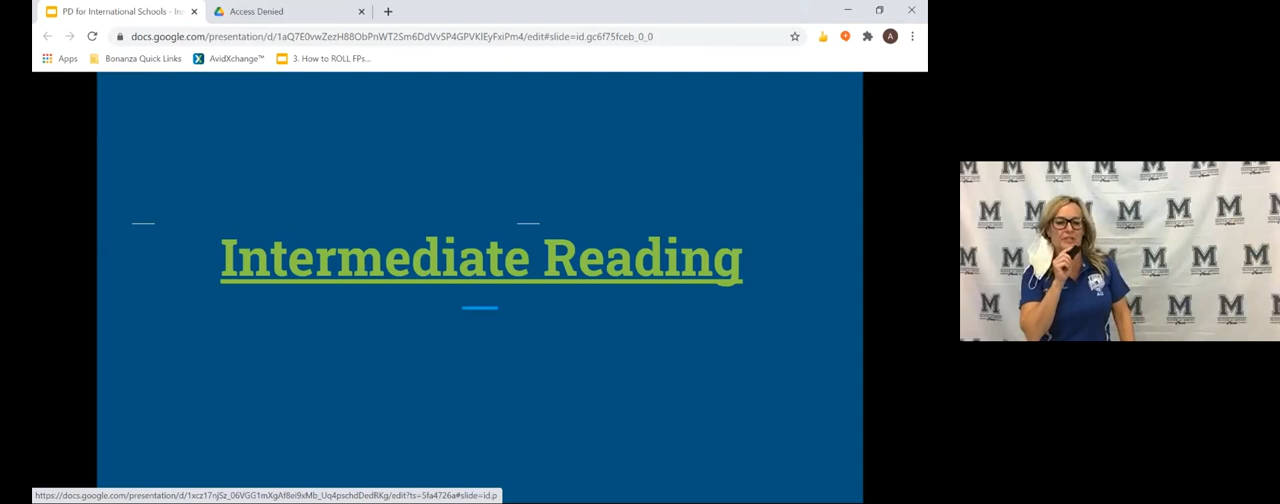 PD for International Schools - Ins
Access Denied
docs.google.com/presentation/d/1aQ7E0vwZezH88ObPnWT2Sm6DdVvSP4GPVKlEyFxiPm4/edit#slide=id.gc6f75fceb_0_0
A
Apps
Bonanza Quick Links
AvidXchange™
3. How to ROLL FPs...
Intermediate Reading
https://docs.google.com/presentation/d/1xcz17njSz_06VGG1mXgAf8ei9xMb_Uq4pschdDedRKg/edit?ts=5fa4726a#slide=id.p
M